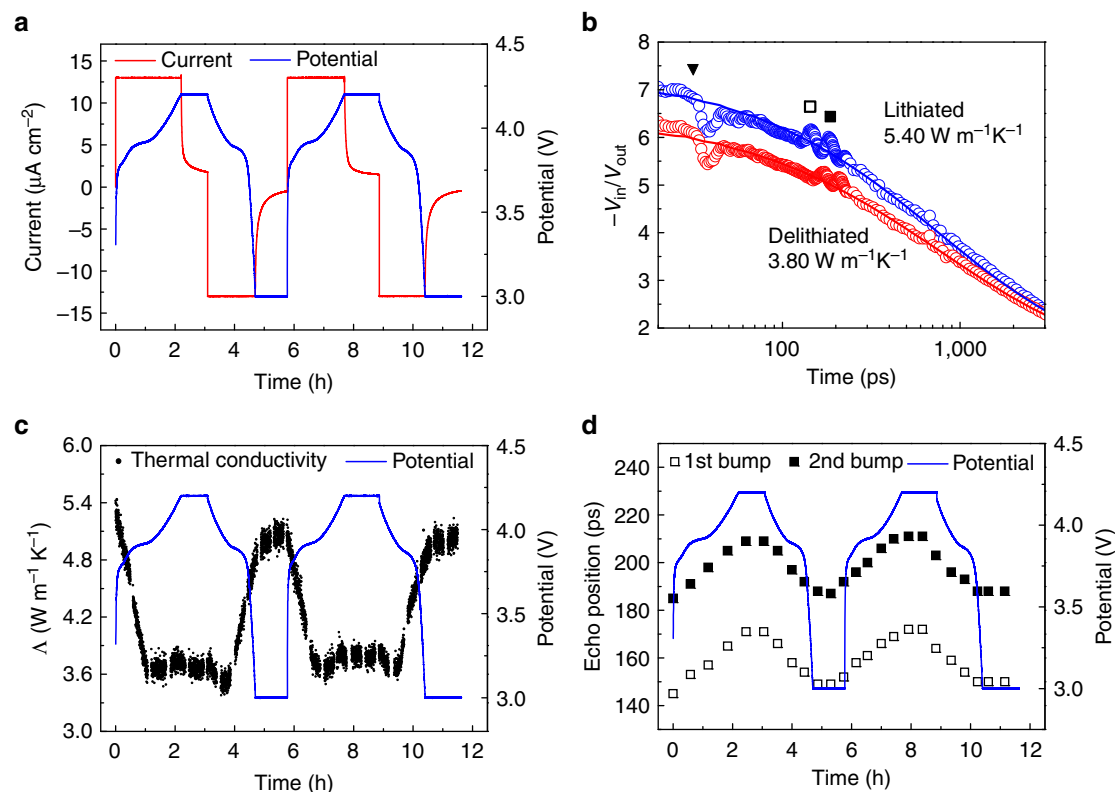 a
Current
Potential
Current (μA cm−2)
15
10
5
0
−5
−10
−15
4.5
4.0
3.5
3.0
Potential (V)
0 2 4 6 8 10 12
Time (h)
b
−Vin/Vout
8
7
6
5
4
3
2
Lithiated
5.40 W m−1K−1
Delithiated
3.80 W m−1K−1
100 1,000
Time (ps)
c
Thermal conductivity
Potential
Λ (W m−1 K−1)
6.0
5.4
4.8
4.2
3.6
3.0
4.5
4.0
3.5
3.0
Potential (V)
0 2 4 6 8 10 12
Time (h)
d
1st bump
2nd bump
Potential
Echo position (ps)
240
230
210
190
170
150
140
4.5
4.0
3.5
3.0
Potential (V)
0 2 4 6 8 10 12
Time (h)